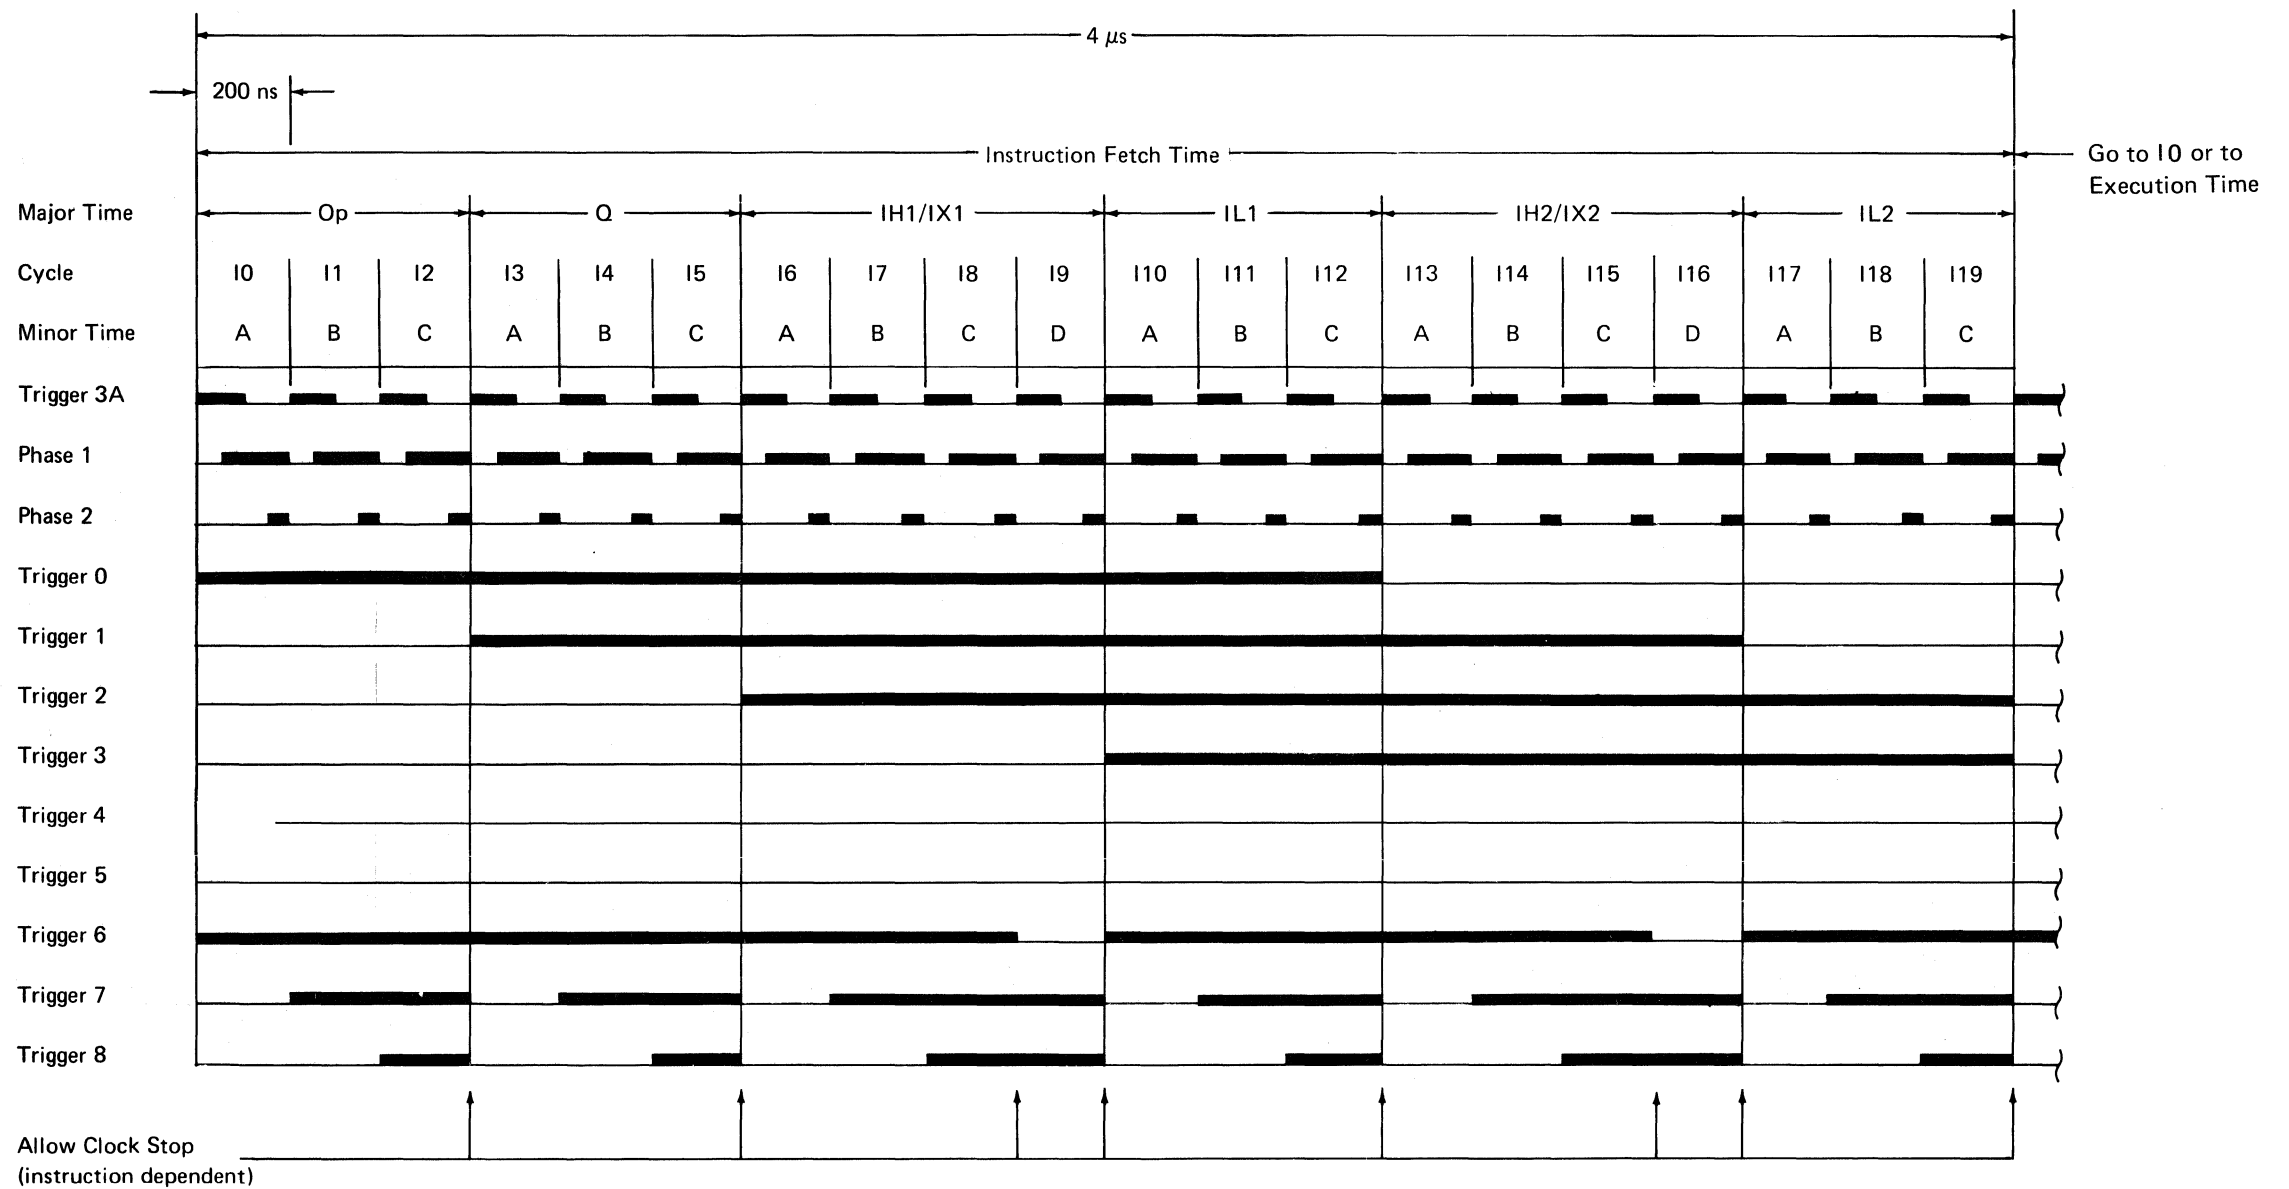 4 μs
200 ns
Instruction Fetch Time
Go to I0 or to
Execution Time
Major Time Op Q IH1/IX1 IL1 IH2/IX2 IL2
Cycle I0 I1 I2 I3 I4 I5 I6 I7 I8 I9 I10 I11 I12 I13 I14 I15 I16 I17 I18 I19
Minor Time A B C A B C A B C D A B C A B C D A B C
Trigger 3A
Phase 1
Phase 2
Trigger 0
Trigger 1
Trigger 2
Trigger 3
Trigger 4
Trigger 5
Trigger 6
Trigger 7
Trigger 8
Allow Clock Stop
(instruction dependent)